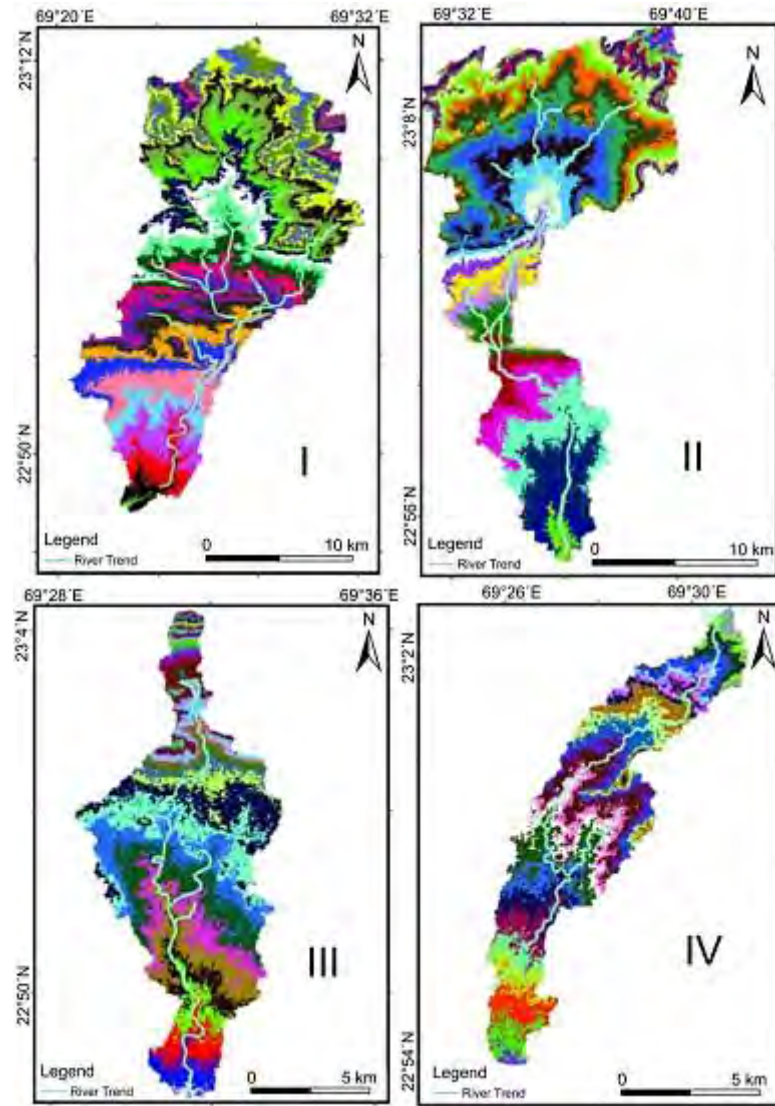 69°20´E
69°32´E
23°12´N
N
22°50´N
I
Legend
River Trend
0
10 km
69°32´E
69°40´E
23°8´N
N
22°56´N
II
Legend
River Trend
0
10 km
69°28´E
69°36´E
23°4´N
N
22°50´N
III
Legend
River Trend
0
5 km
69°26´E
69°30´E
23°2´N
N
22°54´N
IV
Legend
River Trend
0
5 km